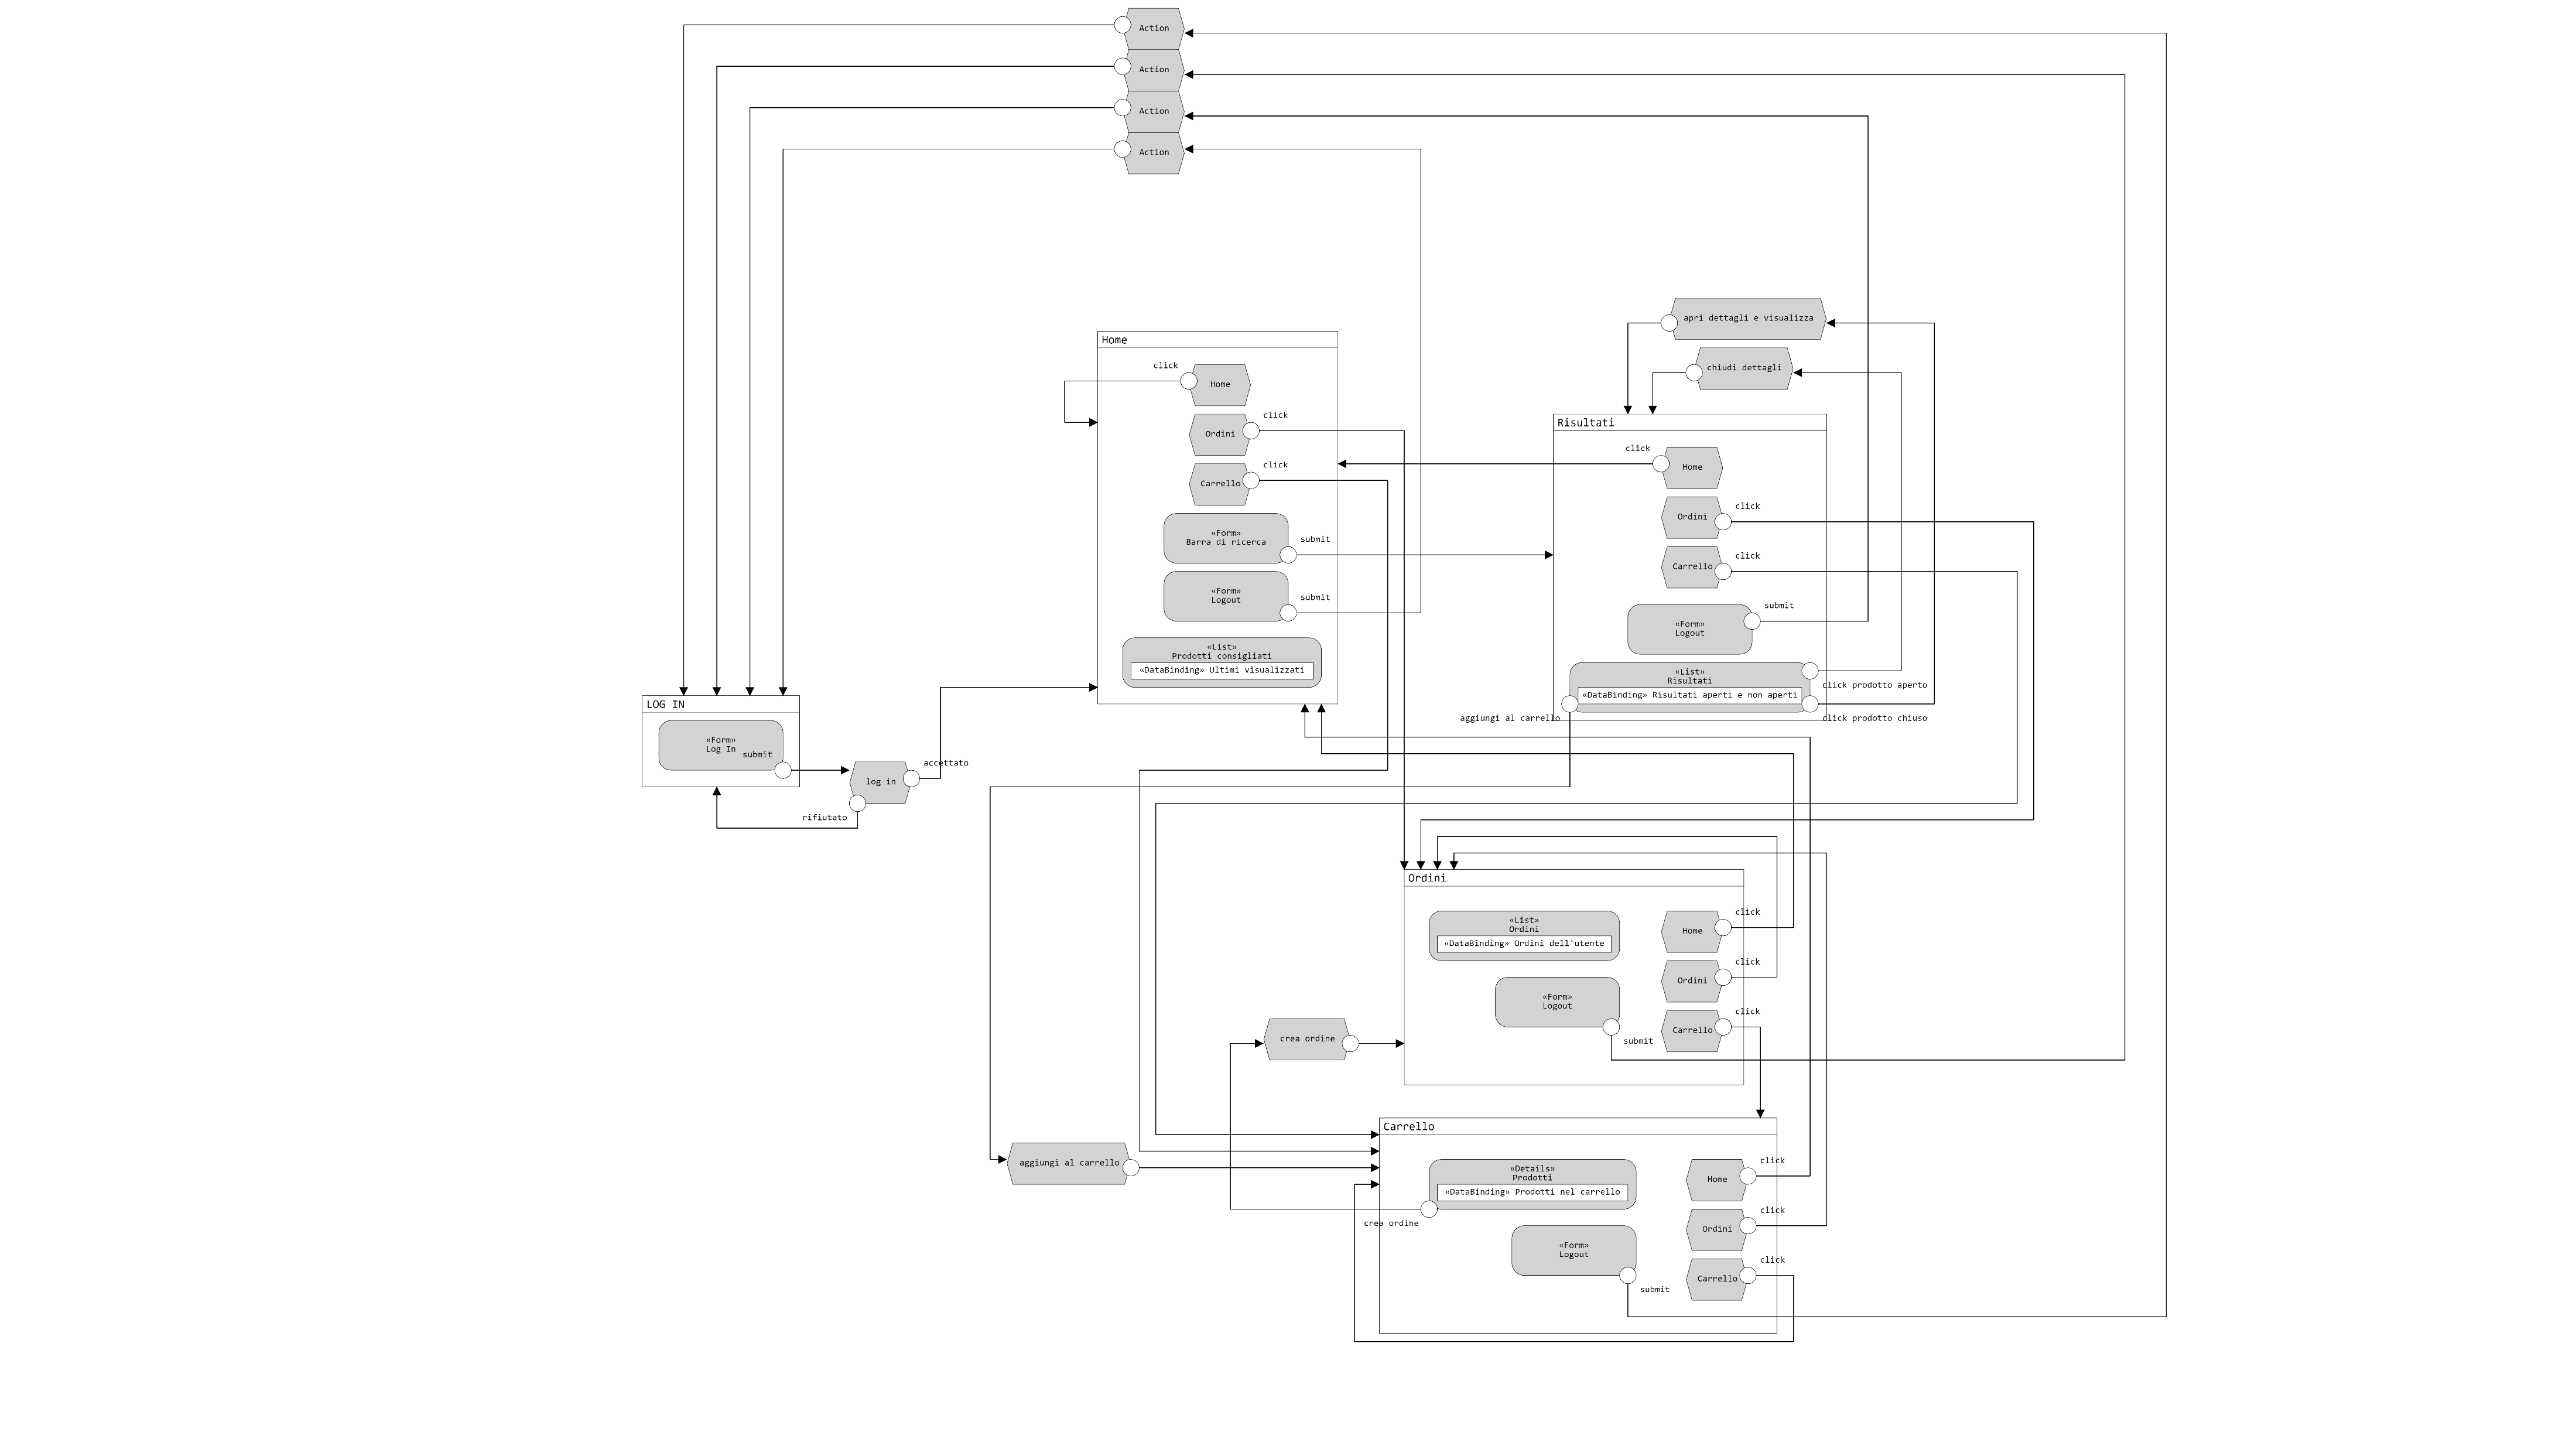 Action
Action
Action
Action
apri dettagli e visualizza
chiudi dettagli
Home
click
Home
click
Ordini
click
Carrello
«Form»
Barra di ricerca
submit
«Form»
Logout
submit
«List»
Prodotti consigliati
«DataBinding» Ultimi visualizzati
Risultati
click
Home
click
Ordini
click
Carrello
submit
«Form»
Logout
«List»
Risultati
«DataBinding» Risultati aperti e non aperti
click prodotto aperto
click prodotto chiuso
aggiungi al carrello
LOG IN
«Form»
Log In
submit
log in
accettato
rifiutato
Ordini
«List»
Ordini
«DataBinding» Ordini dell'utente
click
Home
click
Ordini
«Form»
Logout
submit
click
Carrello
crea ordine
Carrello
aggiungi al carrello
«Details»
Prodotti
«DataBinding» Prodotti nel carrello
crea ordine
click
Home
click
Ordini
«Form»
Logout
submit
click
Carrello